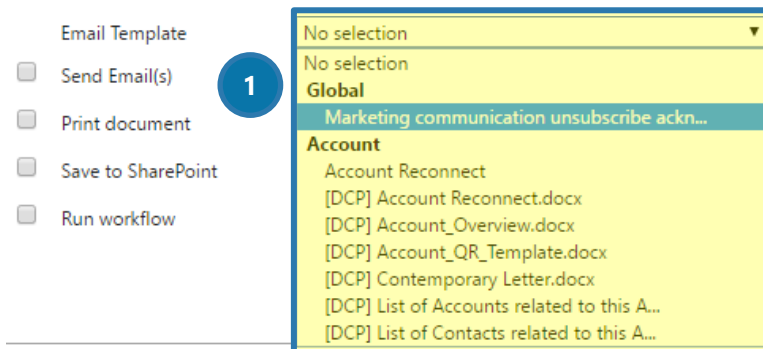 Email Template
No selection
Send Email(s)
Print document
Save to SharePoint
Run workflow
1
No selection
Global
Marketing communication unsubscribe ackn...
Account
Account Reconnect
[DCP] Account Reconnect.docx
[DCP] Account_Overview.docx
[DCP] Account_QR_Template.docx
[DCP] Contemporary Letter.docx
[DCP] List of Accounts related to this A...
[DCP] List of Contacts related to this A...